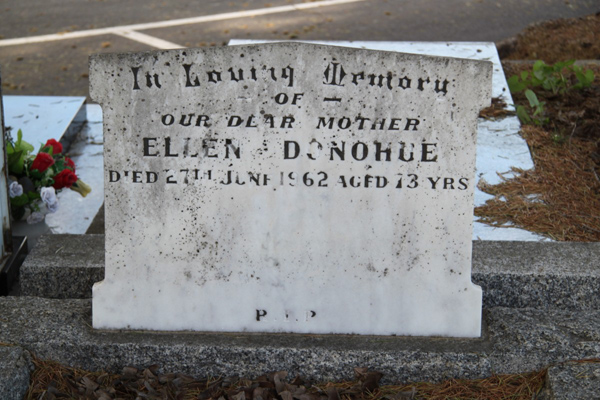 In Loving Memory
— OF —
OUR DEAR MOTHER
ELLEN DONOHUE
DIED 27TH JUNE 1962 AGED 73 YRS
R.I.P